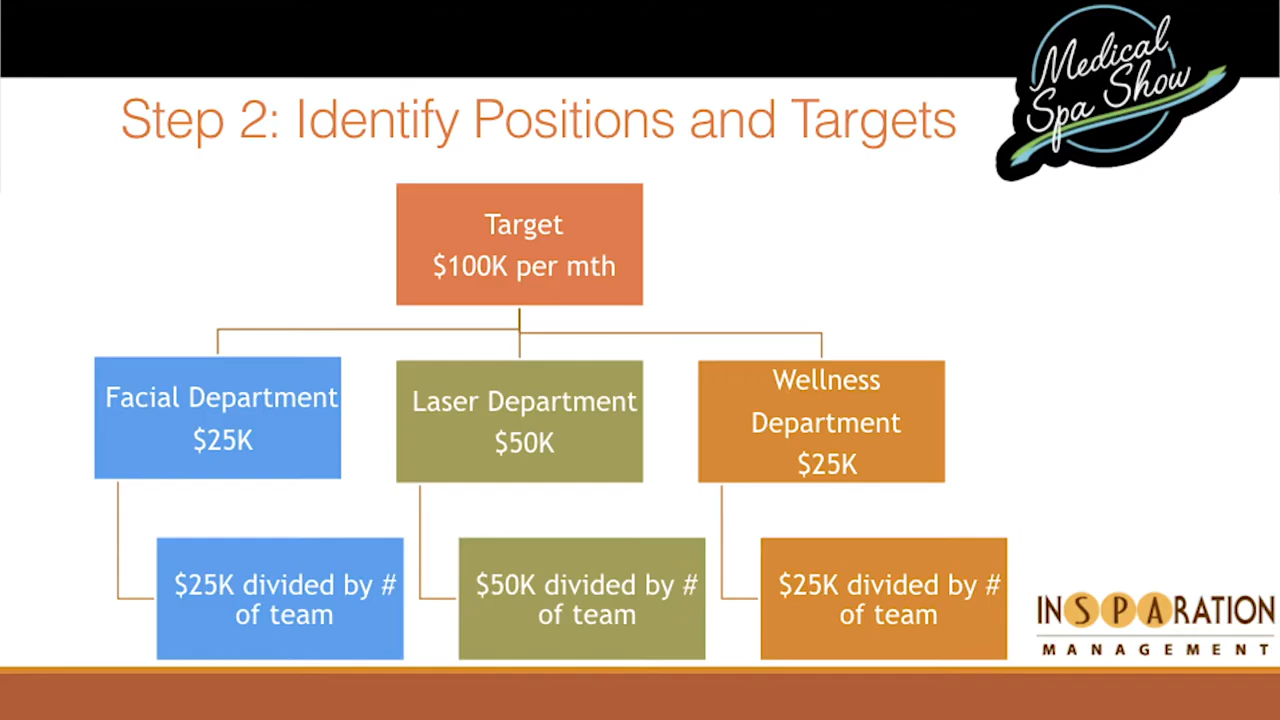 Medical
Spa Show
Step 2: Identify Positions and Targets
Target
$100K per mth
Facial Department
$25K
Laser Department
$50K
Wellness
Department
$25K
$25K divided by #
of team
$50K divided by #
of team
$25K divided by #
of team
INSPARATION
MANAGEMENT